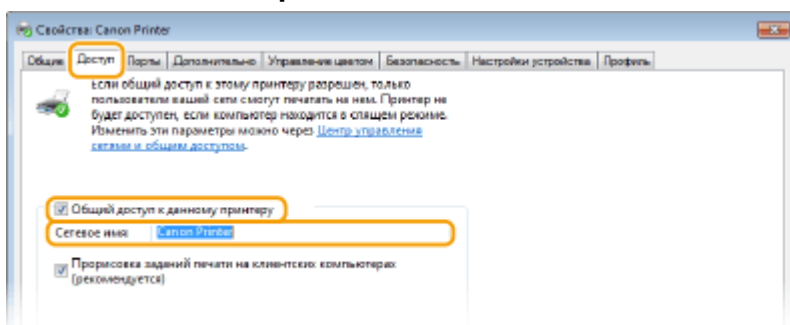 Свойства: Canon Printer
Общие Доступ Порты Дополнительно Управление цветом Безопасность Настройки устройства Профиль
Если общий доступ к этому принтеру разрешен, только
пользователи вашей сети смогут печатать на нем. Принтер не
будет доступен, если компьютер находится в спящем режиме.
Изменить эти параметры можно через Центр управления
сетями и общим доступом.
Общий доступ к данному принтеру
Сетевое имя: Canon Printer
Прорисовка заданий печати на клиентских компьютерах
(рекомендуется)